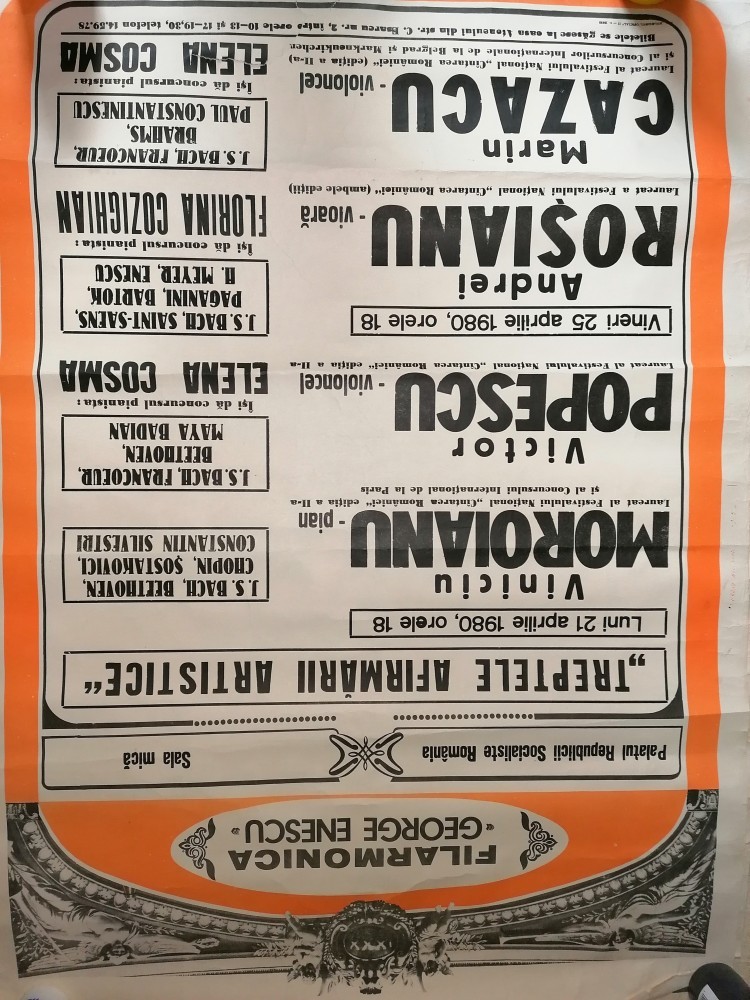 FILARMONICA
«GEORGE ENESCU»
Palatul Republicii Socialiste România
Sala mică
„TREPTELE AFIRMĂRII ARTISTICE“
Luni 21 aprilie 1980, orele 18
Viniciu
MOROIANU - pian
Laureat al Festivalului Național „Cîntarea României” ediția a II-a
și al Concursului Internațional de la Paris
J. S. BACH, BEETHOVEN,
CHOPIN, ȘOSTAKOVICI,
CONSTANTIN SILVESTRI
Victor
POPESCU - violoncel
Laureat al Festivalului Național „Cîntarea României” ediția a II-a
J. S. BACH, FRANCOEUR,
BEETHOVEN,
MAYA BADIAN
Își dă concursul pianista:
ELENA COSMA
Vineri 25 aprilie 1980, orele 18
Andrei
ROȘIANU - vioară
Laureat a Festivalului Național „Cîntarea României” (ambele ediții)
J. S. BACH, SAINT-SAENS,
PAGANINI, BARTOK,
H. MEYER, ENESCU
Își dă concursul pianista:
FLORINA COZIGHIAN
Marin
CAZACU - violoncel
Laureat al Festivalului Național „Cîntarea României” (ediția a II-a)
și al Concursurilor Internaționale de la Belgrad și Markneukirchen
J. S. BACH, FRANCOEUR,
BRAHMS,
PAUL CONSTANTINESCU
Își dă concursul pianista:
ELENA COSMA
Biletele se găsesc la casa Ateneului din str. C. Esarcu nr. 2, între orele 10—13 și 17—19,30, telefon 14.59.75